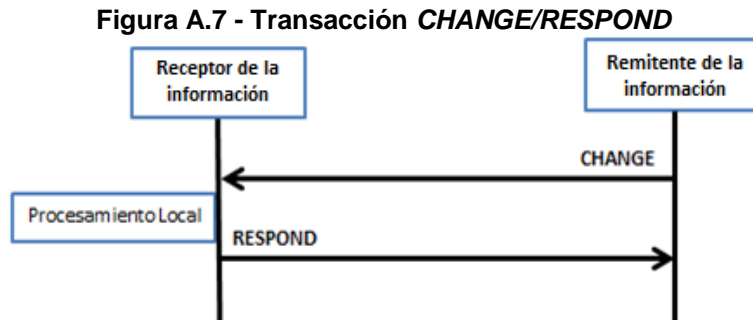 Figura A.7 - Transacción CHANGE/RESPOND
Receptor de la
información
Remitente de la
información
CHANGE
Procesamiento Local
RESPOND